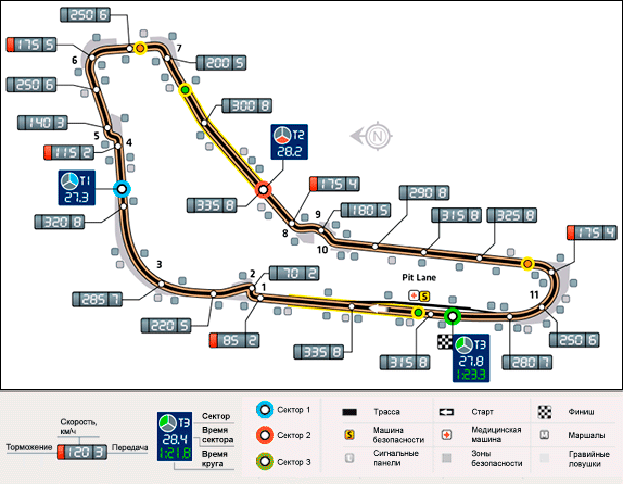 250 6
175 5
7
6
200 5
250 6
300 8
N
140 3
T2
28.2
5
4
115 2
T1
27.3
175 4
335 8
290 8
9
180 5
320 8
8
315 8
325 8
10
175 4
Pit Lane
3
2
70 2
S
285 7
1
11
220 5
85 2
335 8
315 8
T3
27.8
1:23.3
280 7
250 6
Скорость,
км/ч
Торможение
120 3
Передача
T3
28.4
1:21.8
Сектор
Время
сектора
Время
круга
Сектор 1
Сектор 2
Сектор 3
Трасса
Старт
Финиш
S
Машина
безопасности
Медицинская
машина
M
Маршалы
Сигнальные
панели
Зоны
безопасности
Гравийные
ловушки